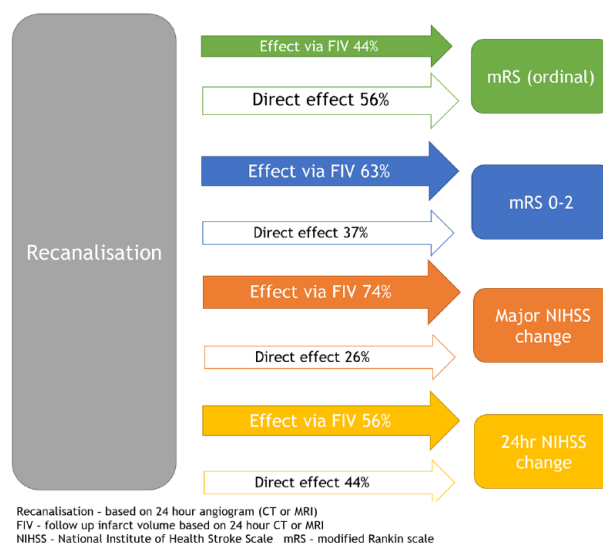 Recanalisation
Effect via FIV 44%
Direct effect 56%
mRS (ordinal)
Effect via FIV 63%
Direct effect 37%
mRS 0-2
Effect via FIV 74%
Direct effect 26%
Major NIHSS
change
Effect via FIV 56%
Direct effect 44%
24hr NIHSS
change
Recanalisation - based on 24 hour angiogram (CT or MRI)
FIV - follow up infarct volume based on 24 hour CT or MRI
NIHSS - National Institute of Health Stroke Scale mRS - modified Rankin scale